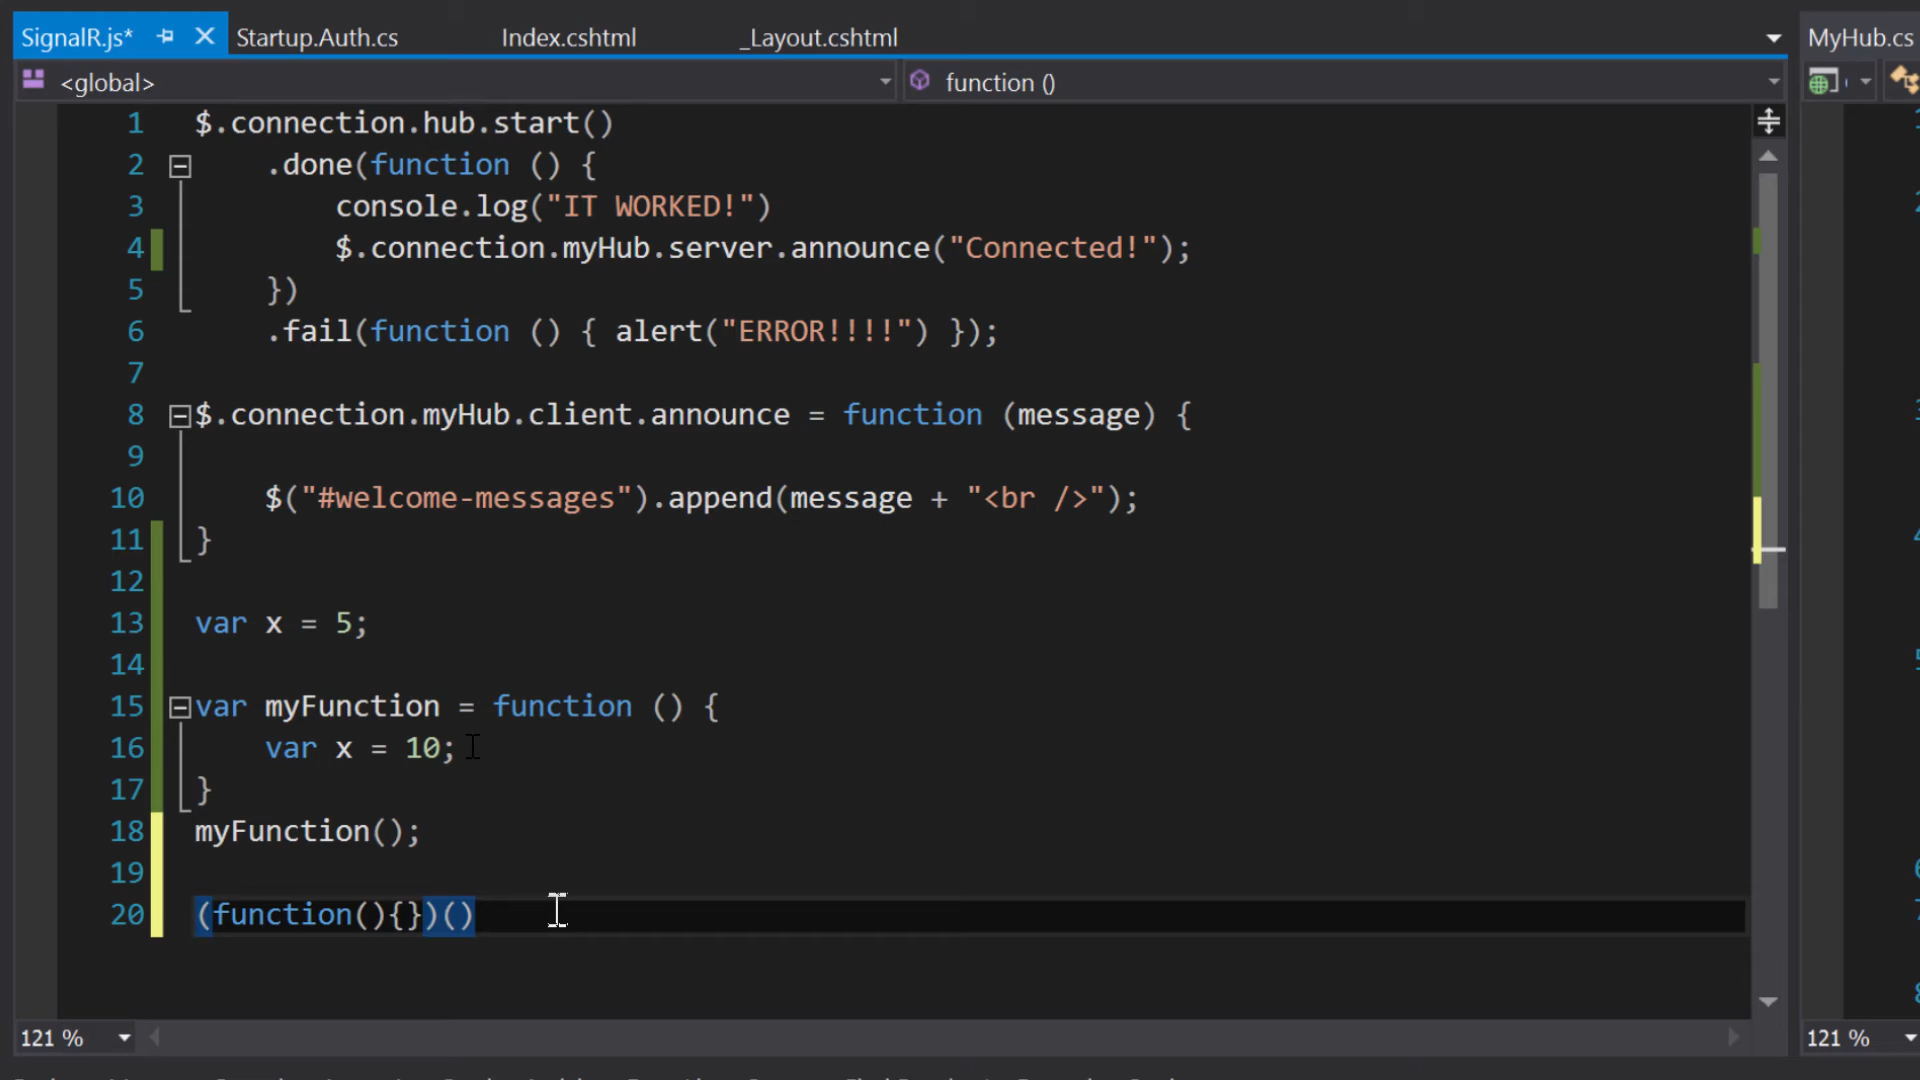 SignalR.js* Startup.Auth.cs Index.cshtml _Layout.cshtml MyHub.cs
<global> function ()
1 $.connection.hub.start()
2 .done(function () {
3 console.log("IT WORKED!")
4 $.connection.myHub.server.announce("Connected!");
5 })
6 .fail(function () { alert("ERROR!!!!") });
7
8 $.connection.myHub.client.announce = function (message) {
9
10 $("#welcome-messages").append(message + "<br />");
11 }
12
13 var x = 5;
14
15 var myFunction = function () {
16 var x = 10;
17 }
18 myFunction();
19
20 (function(){})()
121 % 121 %